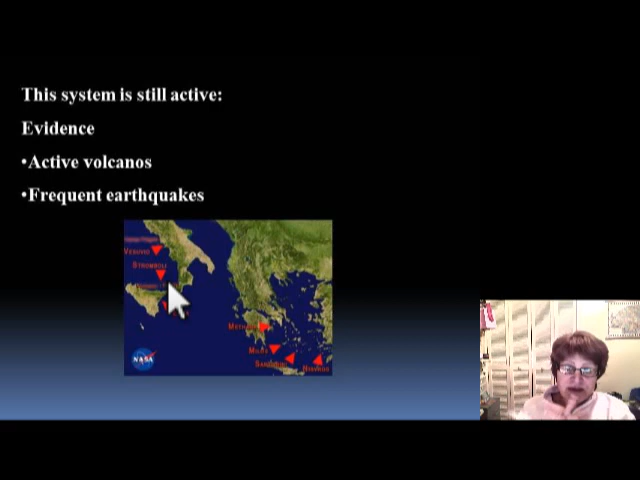 This system is still active:
Evidence
•Active volcanos
•Frequent earthquakes
VESUVIO
STROMBOLI
METHANA
MILOS
SANTORINI
NISYROS
NASA